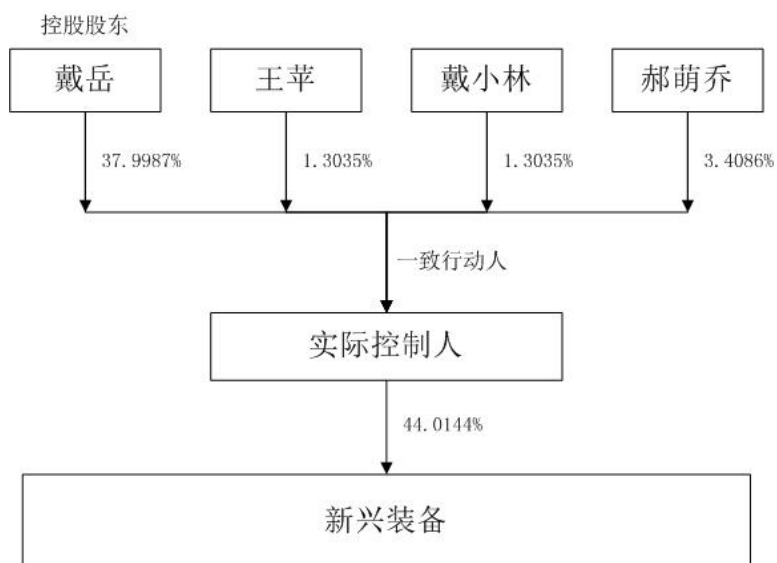 控股股东
戴岳
王苹
戴小林
郝萌乔
37.9987%
1.3035%
1.3035%
3.4086%
一致行动人
实际控制人
44.0144%
新兴装备